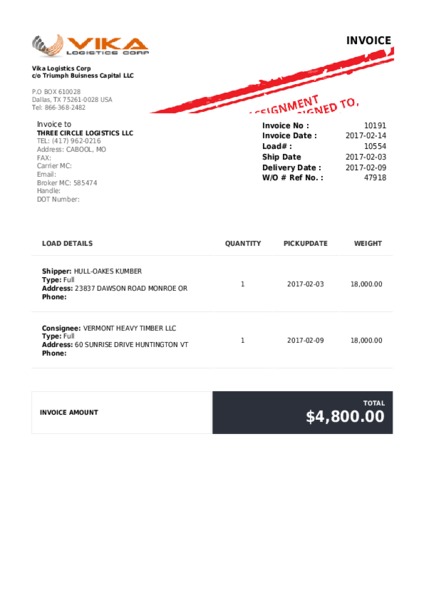 VIKA
LOGISTICS CORP
INVOICE
Vika Logistics Corp
c/o Triumph Buisness Capital LLC
P.O BOX 610028
Dallas, TX 75261-0028 USA
Tel: 866-368-2482
SIGNMENT
GNED TO,
Invoice to
THREE CIRCLE LOGISTICS LLC
TEL: (417) 962-0216
Address: CABOOL, MO
FAX:
Carrier MC:
Email:
Broker MC: 585474
Handle:
DOT Number:
Invoice No : 10191
Invoice Date : 2017-02-14
Load# : 10554
Ship Date 2017-02-03
Delivery Date : 2017-02-09
W/O # Ref No. : 47918
LOAD DETAILS QUANTITY PICKUPDATE WEIGHT
Shipper: HULL-OAKES KUMBER
Type: Full
Address: 23837 DAWSON ROAD MONROE OR
Phone:
1 2017-02-03 18,000.00
Consignee: VERMONT HEAVY TIMBER LLC
Type: Full
Address: 60 SUNRISE DRIVE HUNTINGTON VT
Phone:
1 2017-02-09 18,000.00
INVOICE AMOUNT
TOTAL
$4,800.00